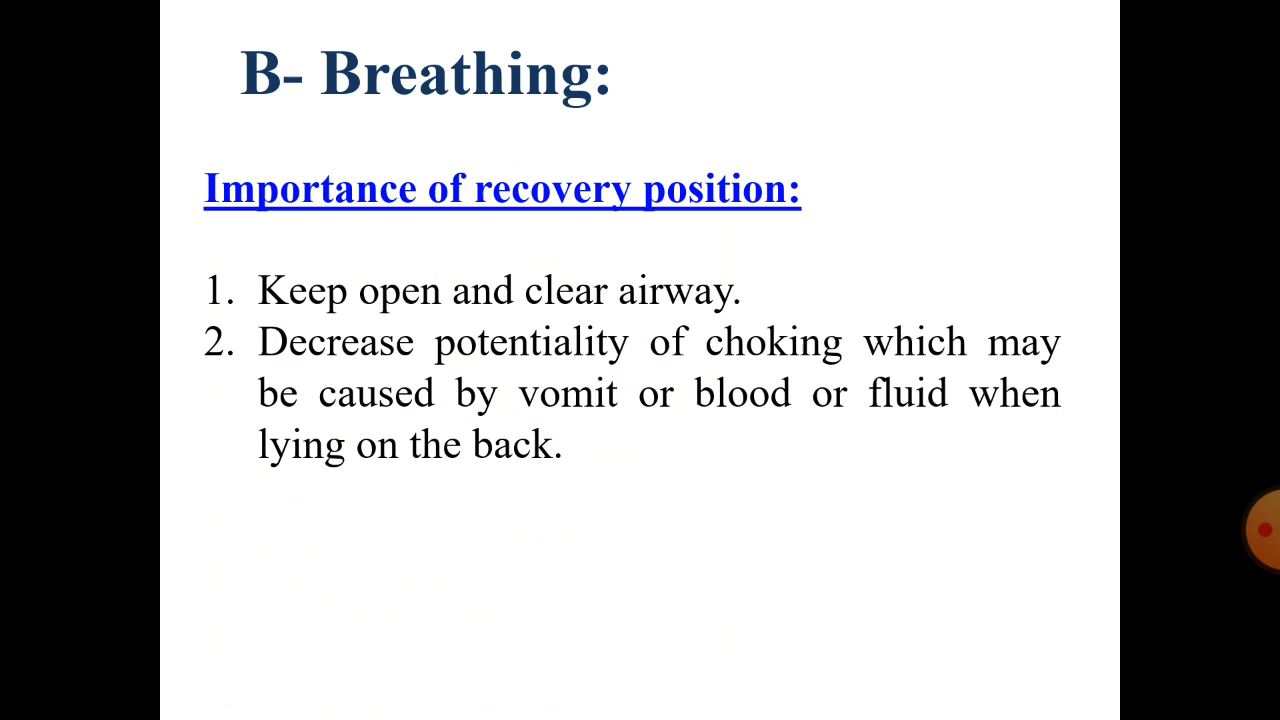 B- Breathing:
Importance of recovery position:
1. Keep open and clear airway.
2. Decrease potentiality of choking which may
be caused by vomit or blood or fluid when
lying on the back.